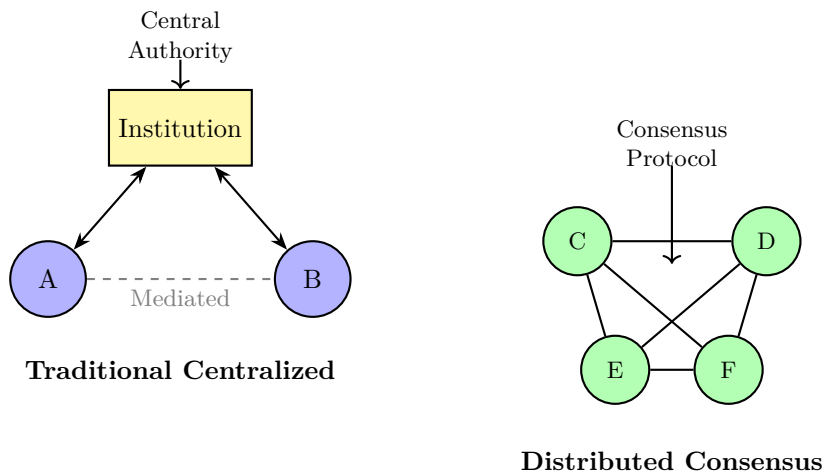 Central
Authority
Institution
A
B
Mediated
Traditional Centralized
Consensus
Protocol
C
D
E
F
Distributed Consensus